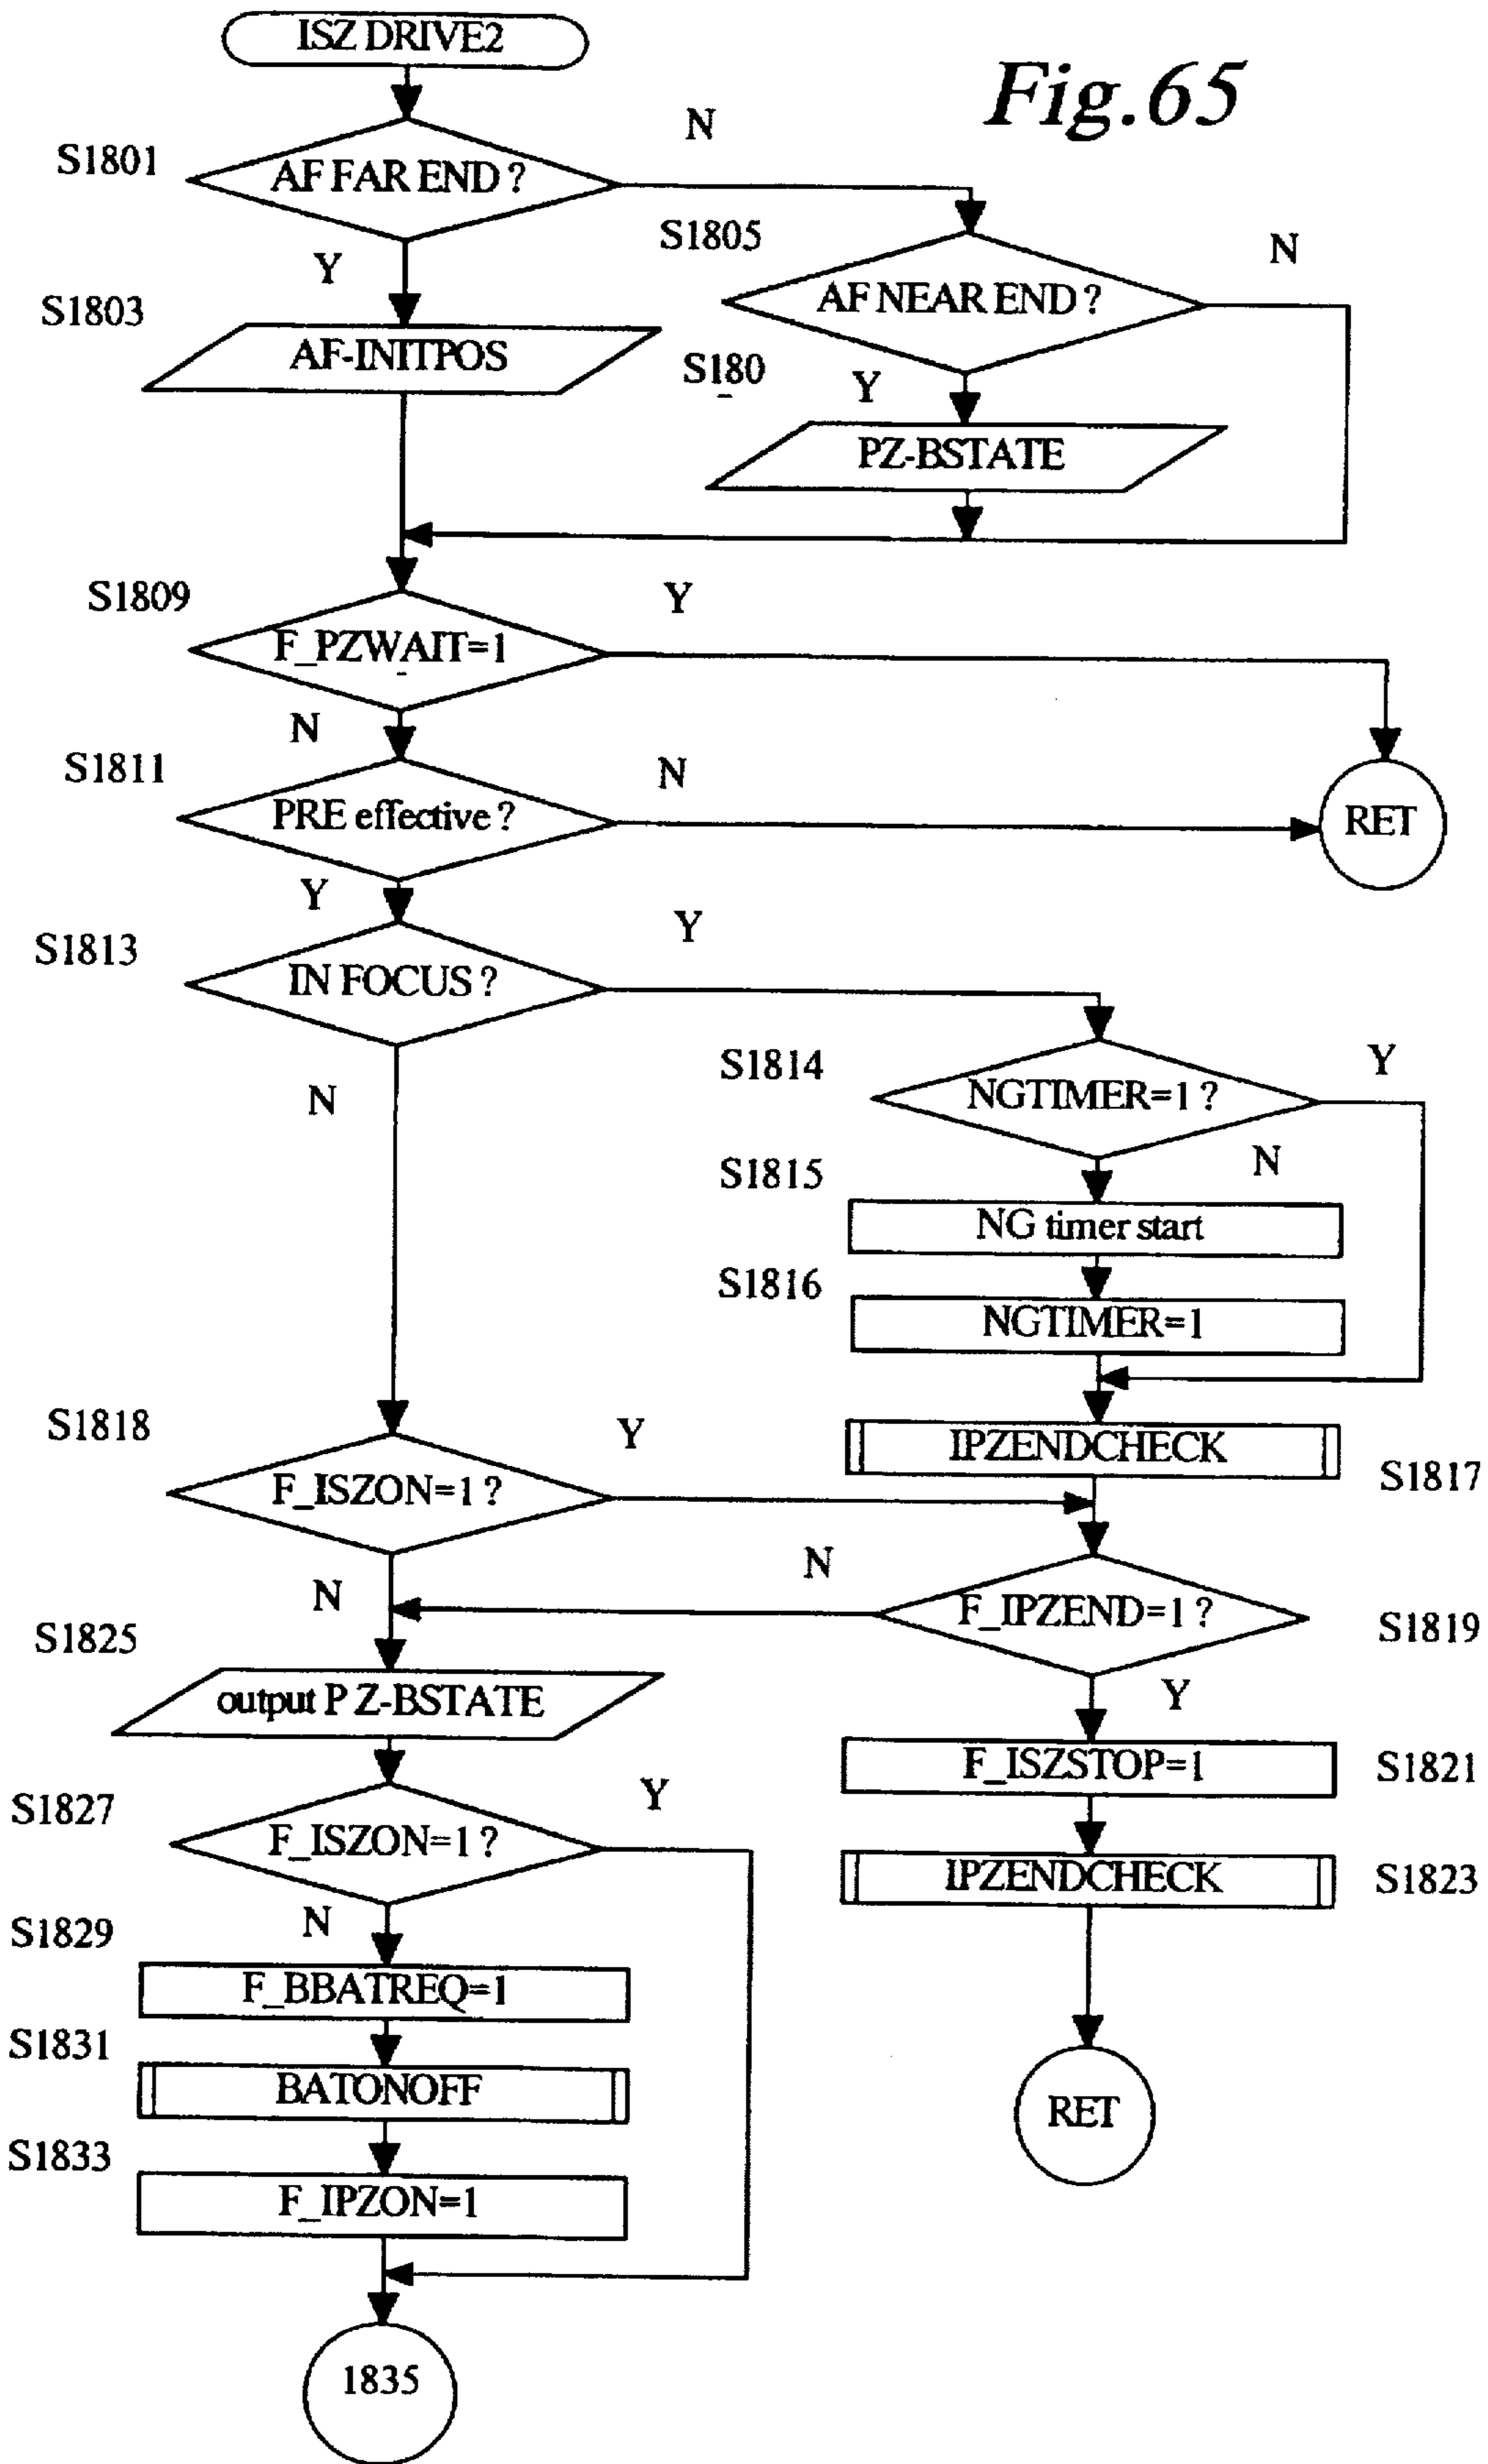 ISZ DRIVE2
Fig.65
N
S1801
AF FAR END ?
S1805
N
Y
S1803
AF NEAR END ?
AF-INITPOS
S180
Y
PZ-BSTATE
S1809
Y
F_PZWAIT=1
N
S1811
N
PRE effective ?
RET
Y
S1813
Y
IN FOCUS ?
S1814
Y
NGTIMER=1 ?
N
S1815
N
NG timer start
S1816
NGTIMER=1
S1818
Y
IPZENDCHECK
S1817
F_ISZON=1 ?
N
N
F_IPZEND=1 ?
S1819
S1825
Y
output P Z-BSTATE
F_ISZSTOP=1
S1821
S1827
Y
F_ISZON=1 ?
IPZENDCHECK
S1823
N
S1829
F_BBATREQ=1
S1831
BATONOFF
RET
S1833
F_IPZON=1
1835